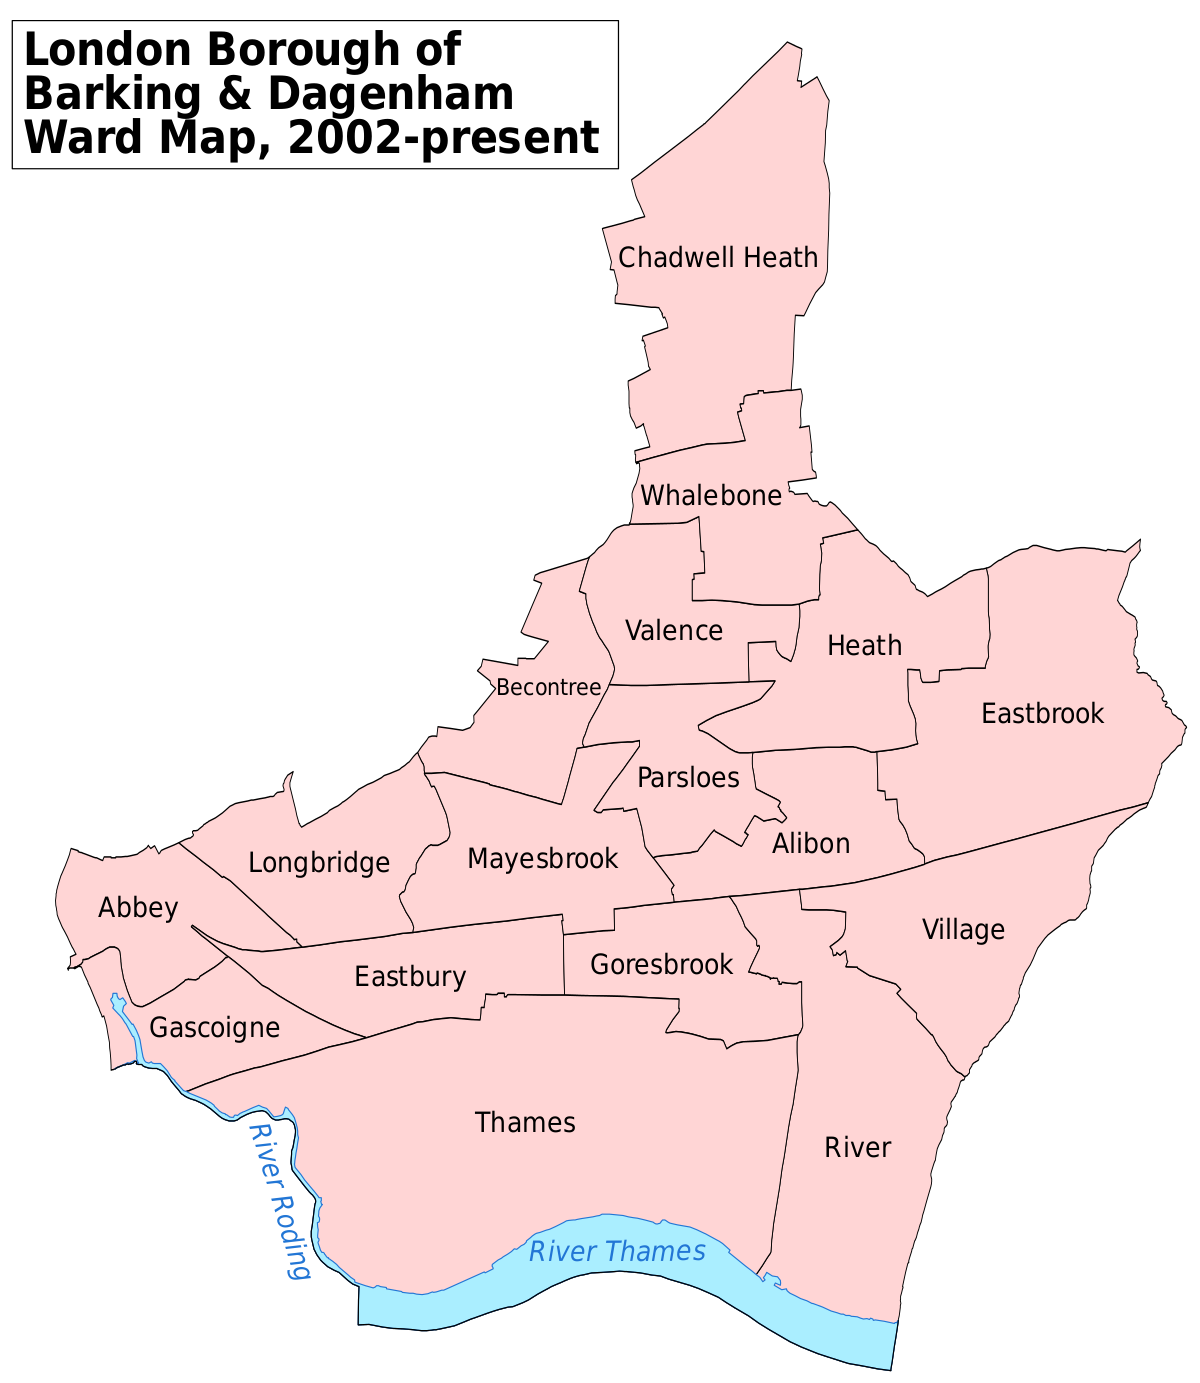 London Borough of
Barking & Dagenham
Ward Map, 2002-present
Chadwell Heath
Whalebone
Valence
Heath
Becontree
Eastbrook
Parsloes
Alibon
Mayesbrook
Longbridge
Abbey
Village
Goresbrook
Eastbury
Gascoigne
Thames
River
River Roding
River Thames